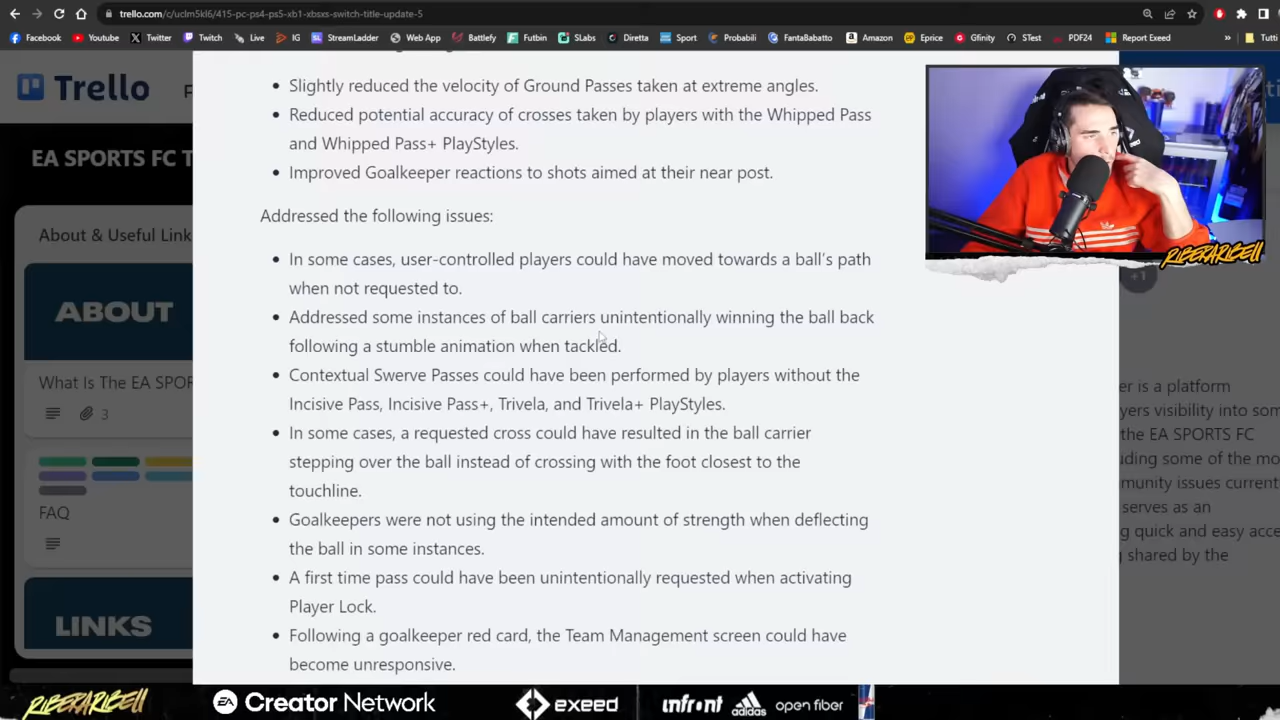 trello.com/c/uclm5kl6/415-pc-ps4-ps5-xb1-xbsxs-switch-title-update-5
Facebook Youtube Twitter Twitch Live IG StreamLadder Web App Battlefy Futbin SLabs Diretta Sport Probabili FantaBabatto Amazon Eprice Gfinity STest PDF24 Report Exeed » Tutti
Trello
EA SPORTS FC T
About & Useful Link
ABOUT
What Is The EA SPOR
3
FAQ
LINKS
• Slightly reduced the velocity of Ground Passes taken at extreme angles.
• Reduced potential accuracy of crosses taken by players with the Whipped Pass
and Whipped Pass+ PlayStyles.
• Improved Goalkeeper reactions to shots aimed at their near post.
Addressed the following issues:
• In some cases, user-controlled players could have moved towards a ball's path
when not requested to.
• Addressed some instances of ball carriers unintentionally winning the ball back
following a stumble animation when tackled.
• Contextual Swerve Passes could have been performed by players without the
Incisive Pass, Incisive Pass+, Trivela, and Trivela+ PlayStyles.
• In some cases, a requested cross could have resulted in the ball carrier
stepping over the ball instead of crossing with the foot closest to the
touchline.
• Goalkeepers were not using the intended amount of strength when deflecting
the ball in some instances.
• A first time pass could have been unintentionally requested when activating
Player Lock.
• Following a goalkeeper red card, the Team Management screen could have
become unresponsive.
RIBERARIBELL
+1
er is a platform
yers visibility into som
the EA SPORTS FC
uding some of the mo
munity issues current
serves as an
ng quick and easy acce
g shared by the
RIBERARIBELL
EA Creator Network
exeed
infront
adidas
open fiber